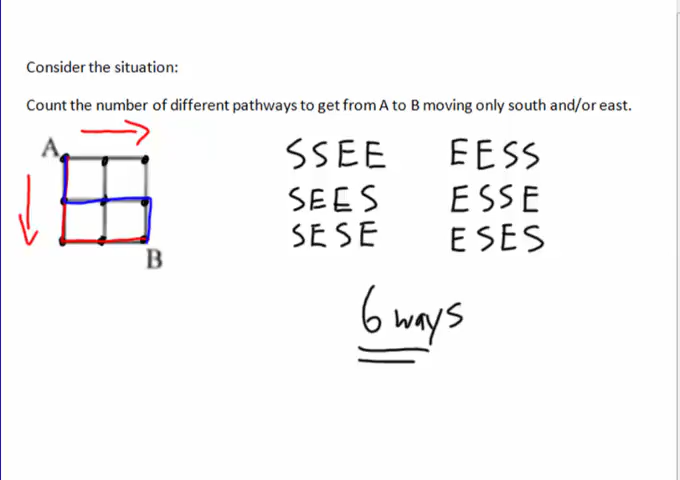 Consider the situation:
Count the number of different pathways to get from A to B moving only south and/or east.
A
B
SSEE EESS
SEES ESSE
SESE ESES
6 ways